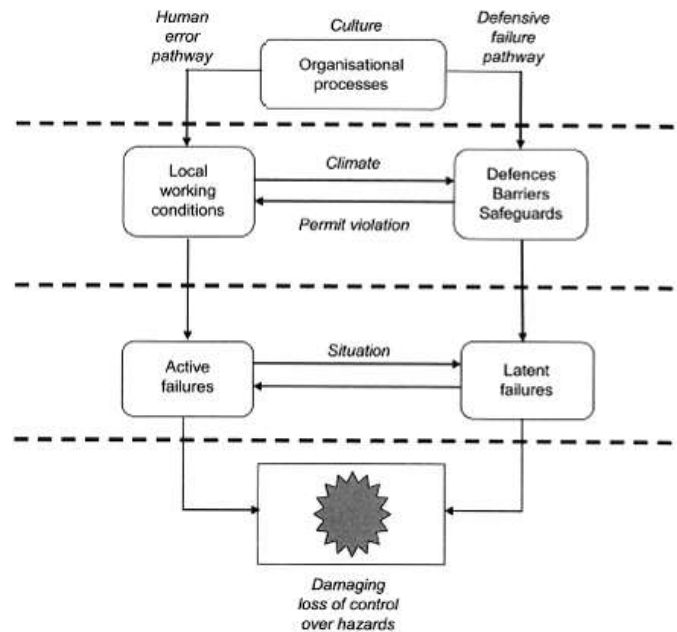 Human
error
pathway
Culture
Defensive
failure
pathway
Organisational
processes
Local
working
conditions
Climate
Permit violation
Defences
Barriers
Safeguards
Active
failures
Situation
Latent
failures
Damaging
loss of control
over hazards